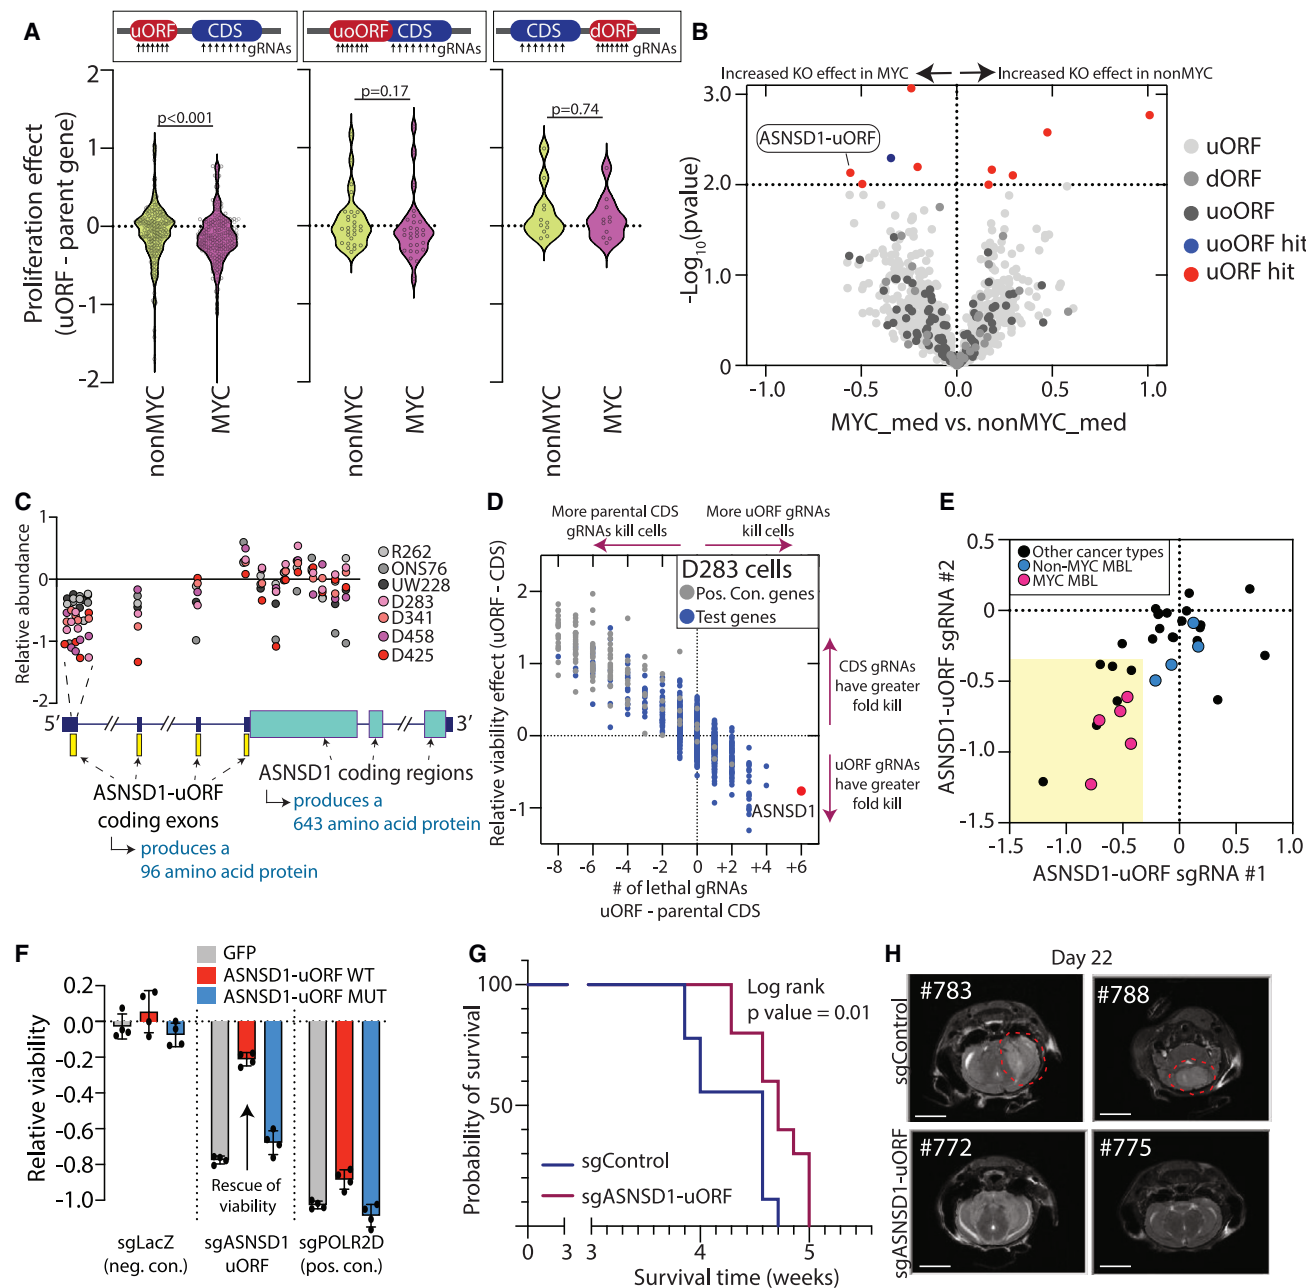 A
uORF CDS
gRNAs
uoORF CDS
gRNAs
CDS dORF
gRNAs
Proliferation effect
(uORF - parent gene)
2
1
0
-1
-2
p<0.001
p=0.17
p=0.74
nonMYC
MYC
nonMYC
MYC
nonMYC
MYC
B
Increased KO effect in MYC
Increased KO effect in nonMYC
-Log10(pvalue)
3.0
2.0
1.0
0
ASNSD1-uORF
-1.0 -0.5 0.0 0.5 1.0
MYC_med vs. nonMYC_med
uORF
dORF
uoORF
uoORF hit
uORF hit
C
Relative abundance
1
0
-1
-2
R262
ONS76
UW228
D283
D341
D458
D425
5′
3′
ASNSD1-uORF
coding exons
produces a
96 amino acid protein
ASNSD1 coding regions
produces a
643 amino acid protein
D
More parental CDS
gRNAs kill cells
More uORF gRNAs
kill cells
Relative viability effect (uORF - CDS)
2
1
0
-1
D283 cells
Pos. Con. genes
Test genes
ASNSD1
CDS gRNAs
have greater
fold kill
uORF gRNAs
have greater
fold kill
-8 -6 -4 -2 0 +2 +4 +6
# of lethal gRNAs
uORF - parental CDS
E
ASNSD1-uORF sgRNA #2
0.5
0
-0.5
-1.0
-1.5
Other cancer types
Non-MYC MBL
MYC MBL
-1.5 -1.0 -0.5 0 0.5 1.0
ASNSD1-uORF sgRNA #1
F
GFP
ASNSD1-uORF WT
ASNSD1-uORF MUT
Relative viability
0.2
0.0
-0.2
-0.4
-0.6
-0.8
-1.0
Rescue of
viability
sgLacZ
(neg. con.)
sgASNSD1
uORF
sgPOLR2D
(pos. con.)
G
Probability of survival
100
50
Log rank
p value = 0.01
sgControl
sgASNSD1-uORF
0 3 3 4 5
Survival time (weeks)
H
Day 22
sgControl
#783
#788
sgASNSD1-uORF
#772
#775